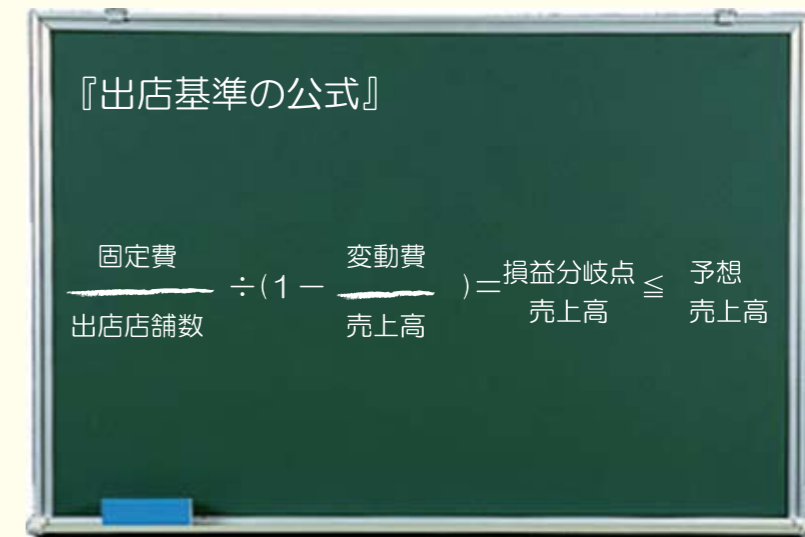 『出店基準の公式』
固定費
出店店舗数
÷(1－
変動費
売上高
)＝
損益分岐点
売上高
≦
予想
売上高